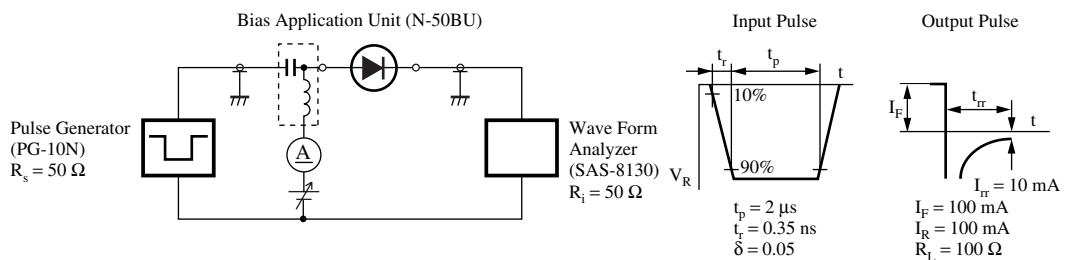 Bias Application Unit (N-50BU)
Pulse Generator
(PG-10N)
R_s = 50 Ω
A
Wave Form
Analyzer
(SAS-8130)
R_i = 50 Ω
Input Pulse
t_r
t_p
t
10%
V_R
90%
t_p = 2 μs
t_r = 0.35 ns
δ = 0.05
Output Pulse
I_F
t_rr
t
I_rr = 10 mA
I_F = 100 mA
I_R = 100 mA
R_L = 100 Ω